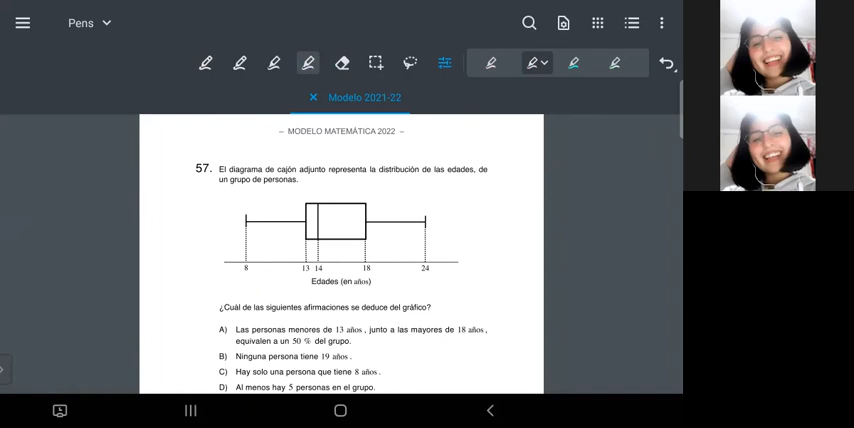 Pens
Modelo 2021-22
– MODELO MATEMÁTICA 2022 –
57. El diagrama de cajón adjunto representa la distribución de las edades, de
un grupo de personas.
8 13 14 18 24
Edades (en años)
¿Cuál de las siguientes afirmaciones se deduce del gráfico?
A) Las personas menores de 13 años , junto a las mayores de 18 años ,
equivalen a un 50 % del grupo.
B) Ninguna persona tiene 19 años .
C) Hay solo una persona que tiene 8 años .
D) Al menos hay 5 personas en el grupo.